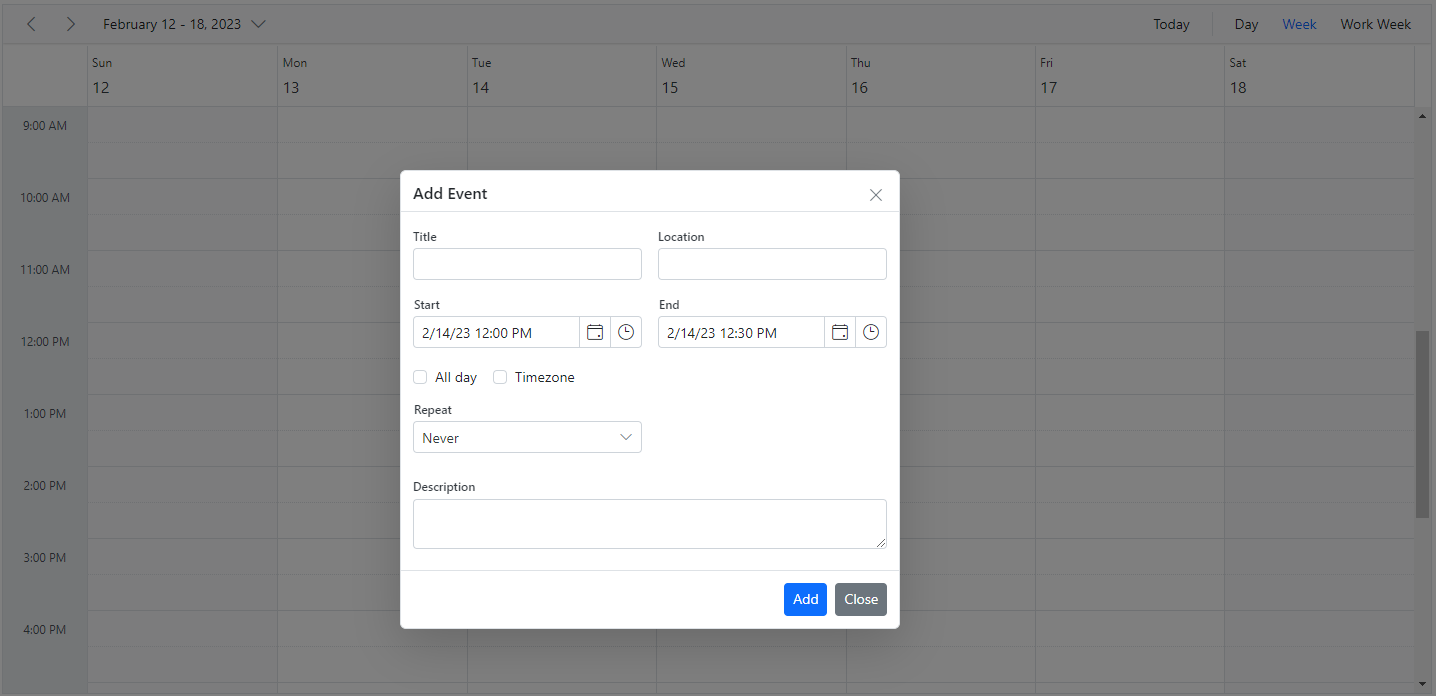 February 12 - 18, 2023 Today Day Week Work Week
Sun Mon Tue Wed Thu Fri Sat
12 13 14 15 16 17 18
9:00 AM
10:00 AM
11:00 AM
12:00 PM
1:00 PM
2:00 PM
3:00 PM
4:00 PM
Add Event
Title Location
Start End
2/14/23 12:00 PM 2/14/23 12:30 PM
All day Timezone
Repeat
Never
Description
Add Close